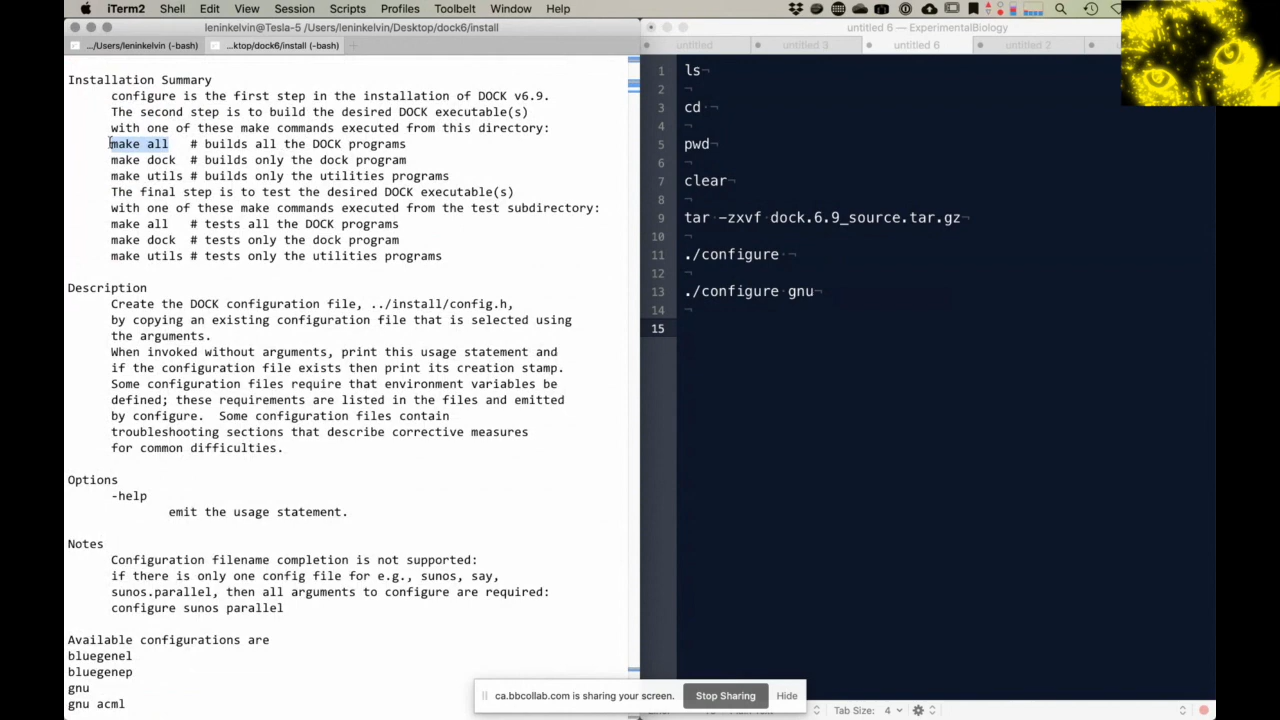 iTerm2 Shell Edit View Session Scripts Profiles Toolbelt Window Help
leninkelvin@Tesla-5 /Users/leninkelvin/Desktop/dock6/install
.../Users/leninkelvin (-bash) ...ktop/dock6/install (-bash)
Installation Summary
configure is the first step in the installation of DOCK v6.9.
The second step is to build the desired DOCK executable(s)
with one of these make commands executed from this directory:
make all # builds all the DOCK programs
make dock # builds only the dock program
make utils # builds only the utilities programs
The final step is to test the desired DOCK executable(s)
with one of these make commands executed from the test subdirectory:
make all # tests all the DOCK programs
make dock # tests only the dock program
make utils # tests only the utilities programs
Description
Create the DOCK configuration file, ../install/config.h,
by copying an existing configuration file that is selected using
the arguments.
When invoked without arguments, print this usage statement and
if the configuration file exists then print its creation stamp.
Some configuration files require that environment variables be
defined; these requirements are listed in the files and emitted
by configure. Some configuration files contain
troubleshooting sections that describe corrective measures
for common difficulties.
Options
-help
emit the usage statement.
Notes
Configuration filename completion is not supported:
if there is only one config file for e.g., sunos, say,
sunos.parallel, then all arguments to configure are required:
configure sunos parallel
Available configurations are
bluegenel
bluegenep
gnu
gnu acml
untitled 6 — ExperimentalBiology
untitled untitled 3 untitled 6 untitled 2
1 ls¬
2 ¬
3 cd ·¬
4 ¬
5 pwd¬
6 ¬
7 clear¬
8 ¬
9 tar·-zxvf·dock.6.9_source.tar.gz¬
10 ¬
11 ./configure·¬
12 ¬
13 ./configure·gnu¬
14 ¬
15
ca.bbcollab.com is sharing your screen. Stop Sharing Hide
Tab Size: 4